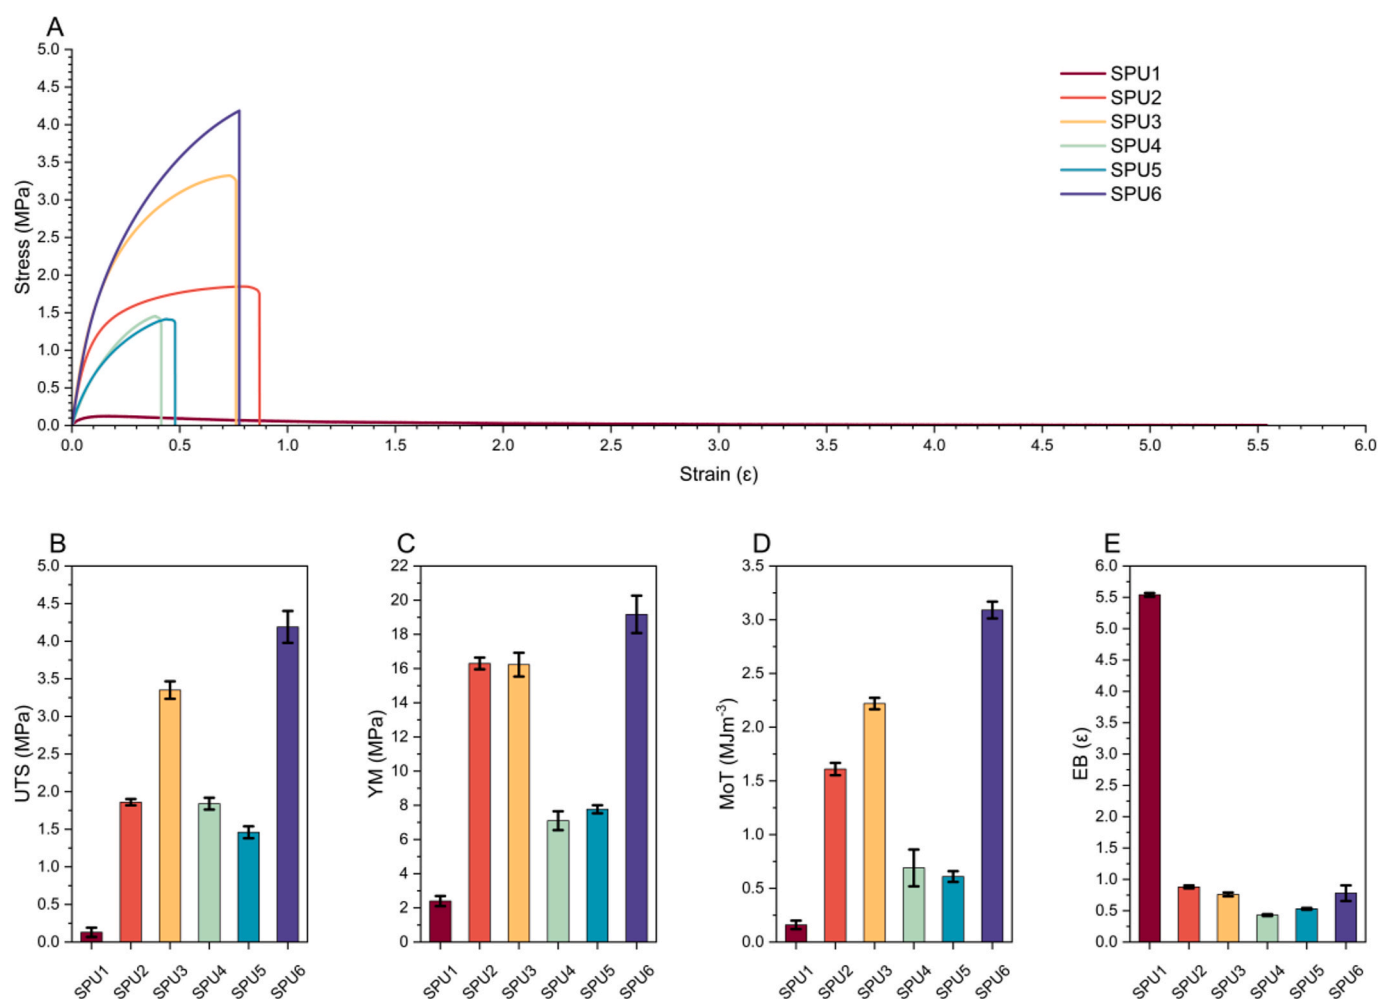 A
5.0
4.5
4.0
3.5
3.0
2.5
2.0
1.5
1.0
0.5
0.0
Stress (MPa)
SPU1
SPU2
SPU3
SPU4
SPU5
SPU6
0.0 0.5 1.0 1.5 2.0 2.5 3.0 3.5 4.0 4.5 5.0 5.5 6.0
Strain (ε)
B
5.0
4.5
4.0
3.5
3.0
2.5
2.0
1.5
1.0
0.5
0.0
UTS (MPa)
SPU1 SPU2 SPU3 SPU4 SPU5 SPU6
C
22
20
18
16
14
12
10
8
6
4
2
0
YM (MPa)
SPU1 SPU2 SPU3 SPU4 SPU5 SPU6
D
3.5
3.0
2.5
2.0
1.5
1.0
0.5
0.0
MoT (MJm⁻³)
SPU1 SPU2 SPU3 SPU4 SPU5 SPU6
E
6.0
5.5
5.0
4.5
4.0
3.5
3.0
2.5
2.0
1.5
1.0
0.5
0.0
EB (ε)
SPU1 SPU2 SPU3 SPU4 SPU5 SPU6